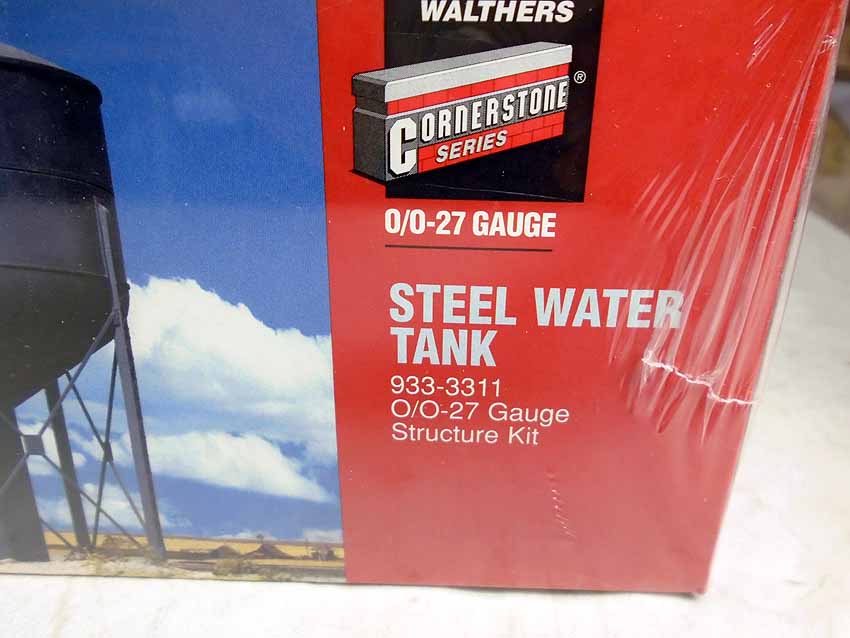 WALTHERS
CORNERSTONE®
SERIES
O/O-27 GAUGE
STEEL WATER
TANK
933-3311
O/O-27 Gauge
Structure Kit